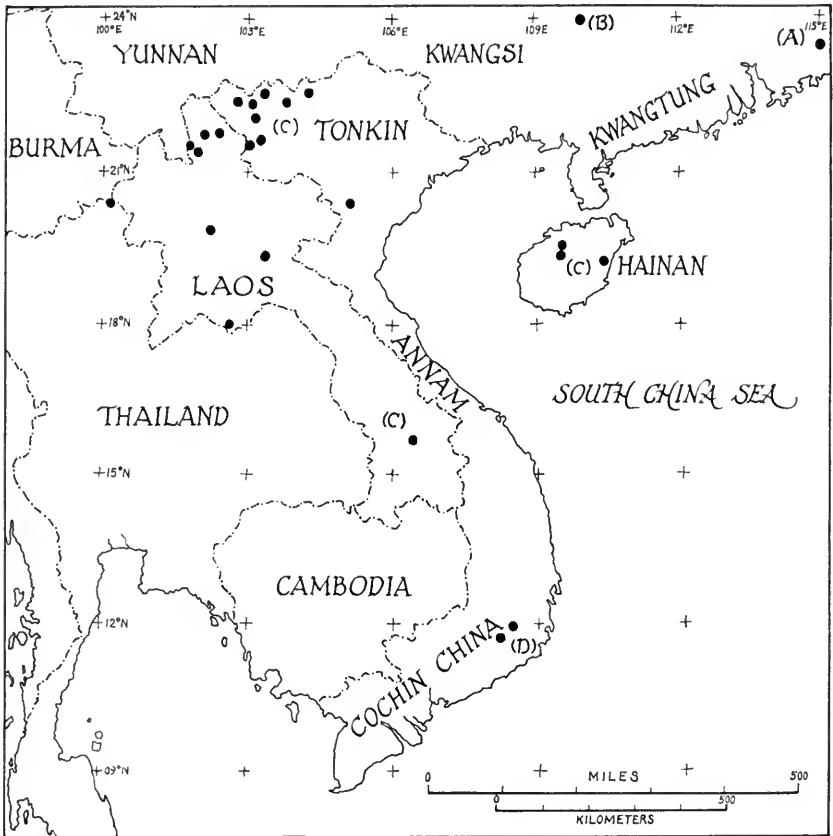 24°N
100°E
103°E
106°E
109°E
(B)
112°E
115°E
(A)
YUNNAN
KWANGSI
KWANGTUNG
(C)
TONKIN
BURMA
21°N
(C)
HAINAN
LAOS
18°N
ANNAM
SOUTH CHINA SEA
THAILAND
(C)
15°N
CAMBODIA
12°N
(D)
COCHIN CHINA
09°N
0 MILES 500
0 500
KILOMETERS